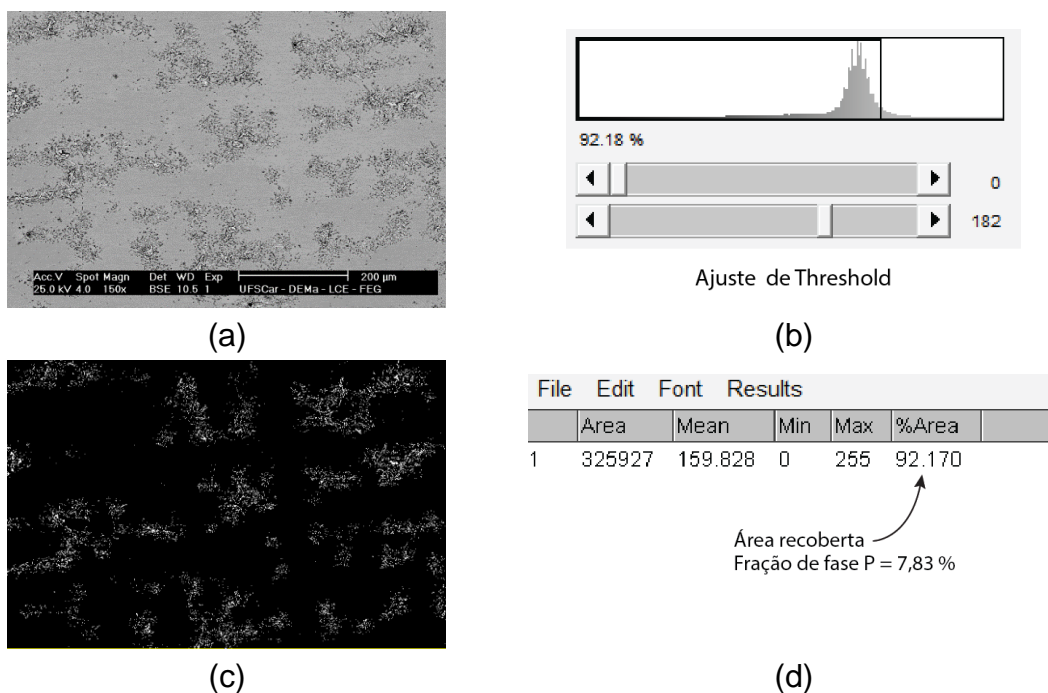 Acc.V Spot Magn Det WD Exp 200 µm
25.0 kV 4.0 150x BSE 10.5 1 UFSCar - DEMa - LCE - FEG
(a)
92.18 %
0
182
Ajuste de Threshold
(b)
(c)
File Edit Font Results
Area Mean Min Max %Area
1 325927 159.828 0 255 92.170
Área recoberta
Fração de fase P = 7,83 %
(d)